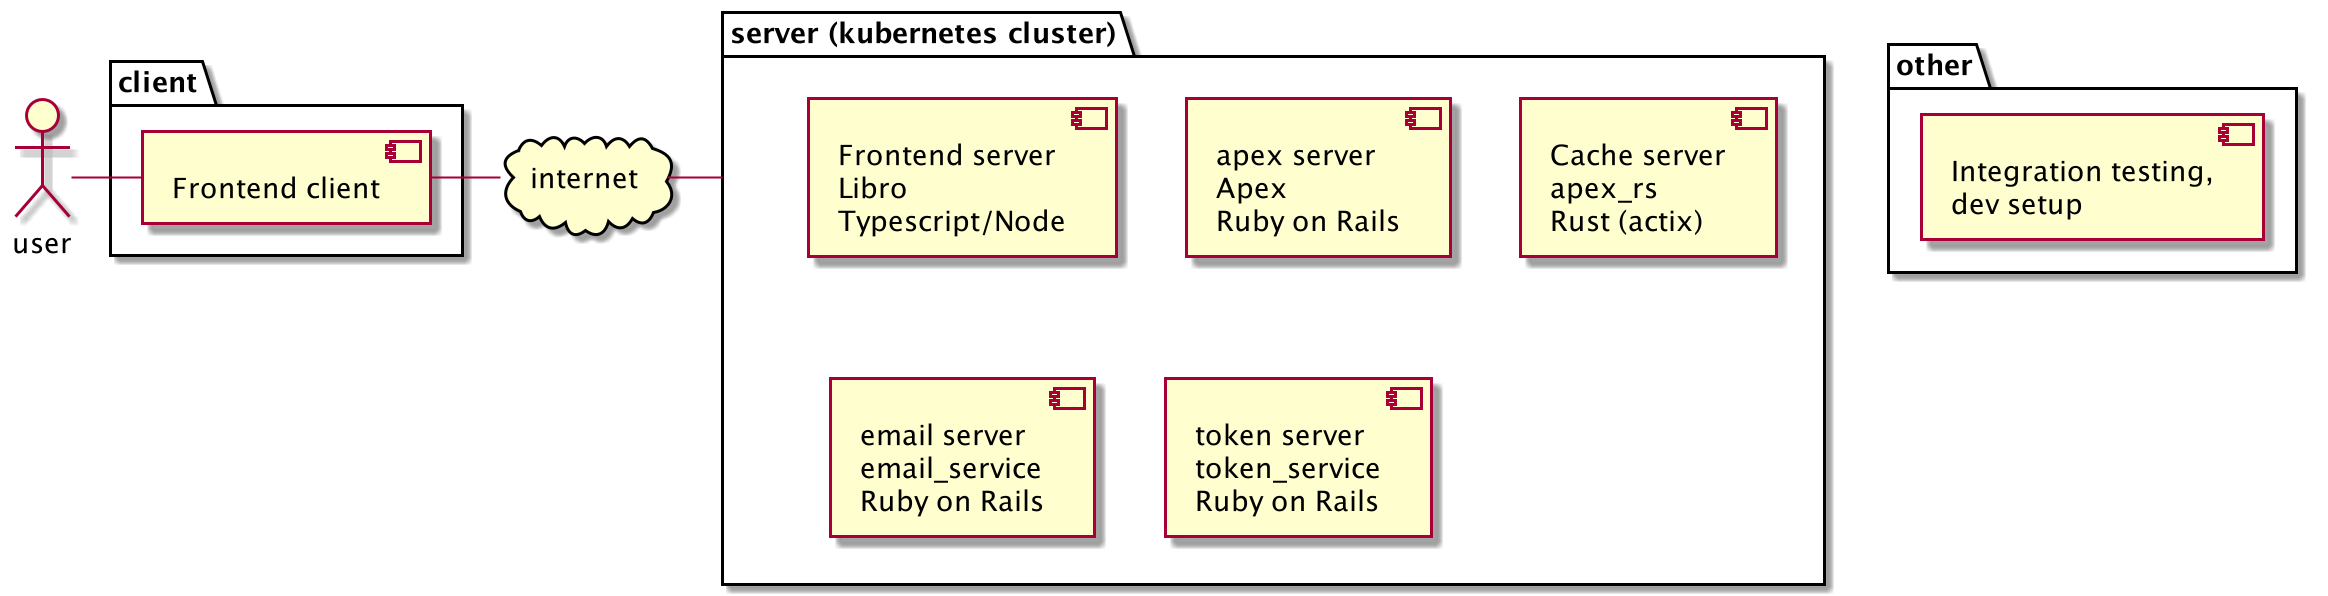 user
client
Frontend client
internet
server (kubernetes cluster)
Frontend server
Libro
Typescript/Node
apex server
Apex
Ruby on Rails
Cache server
apex_rs
Rust (actix)
email server
email_service
Ruby on Rails
token server
token_service
Ruby on Rails
other
Integration testing,
dev setup